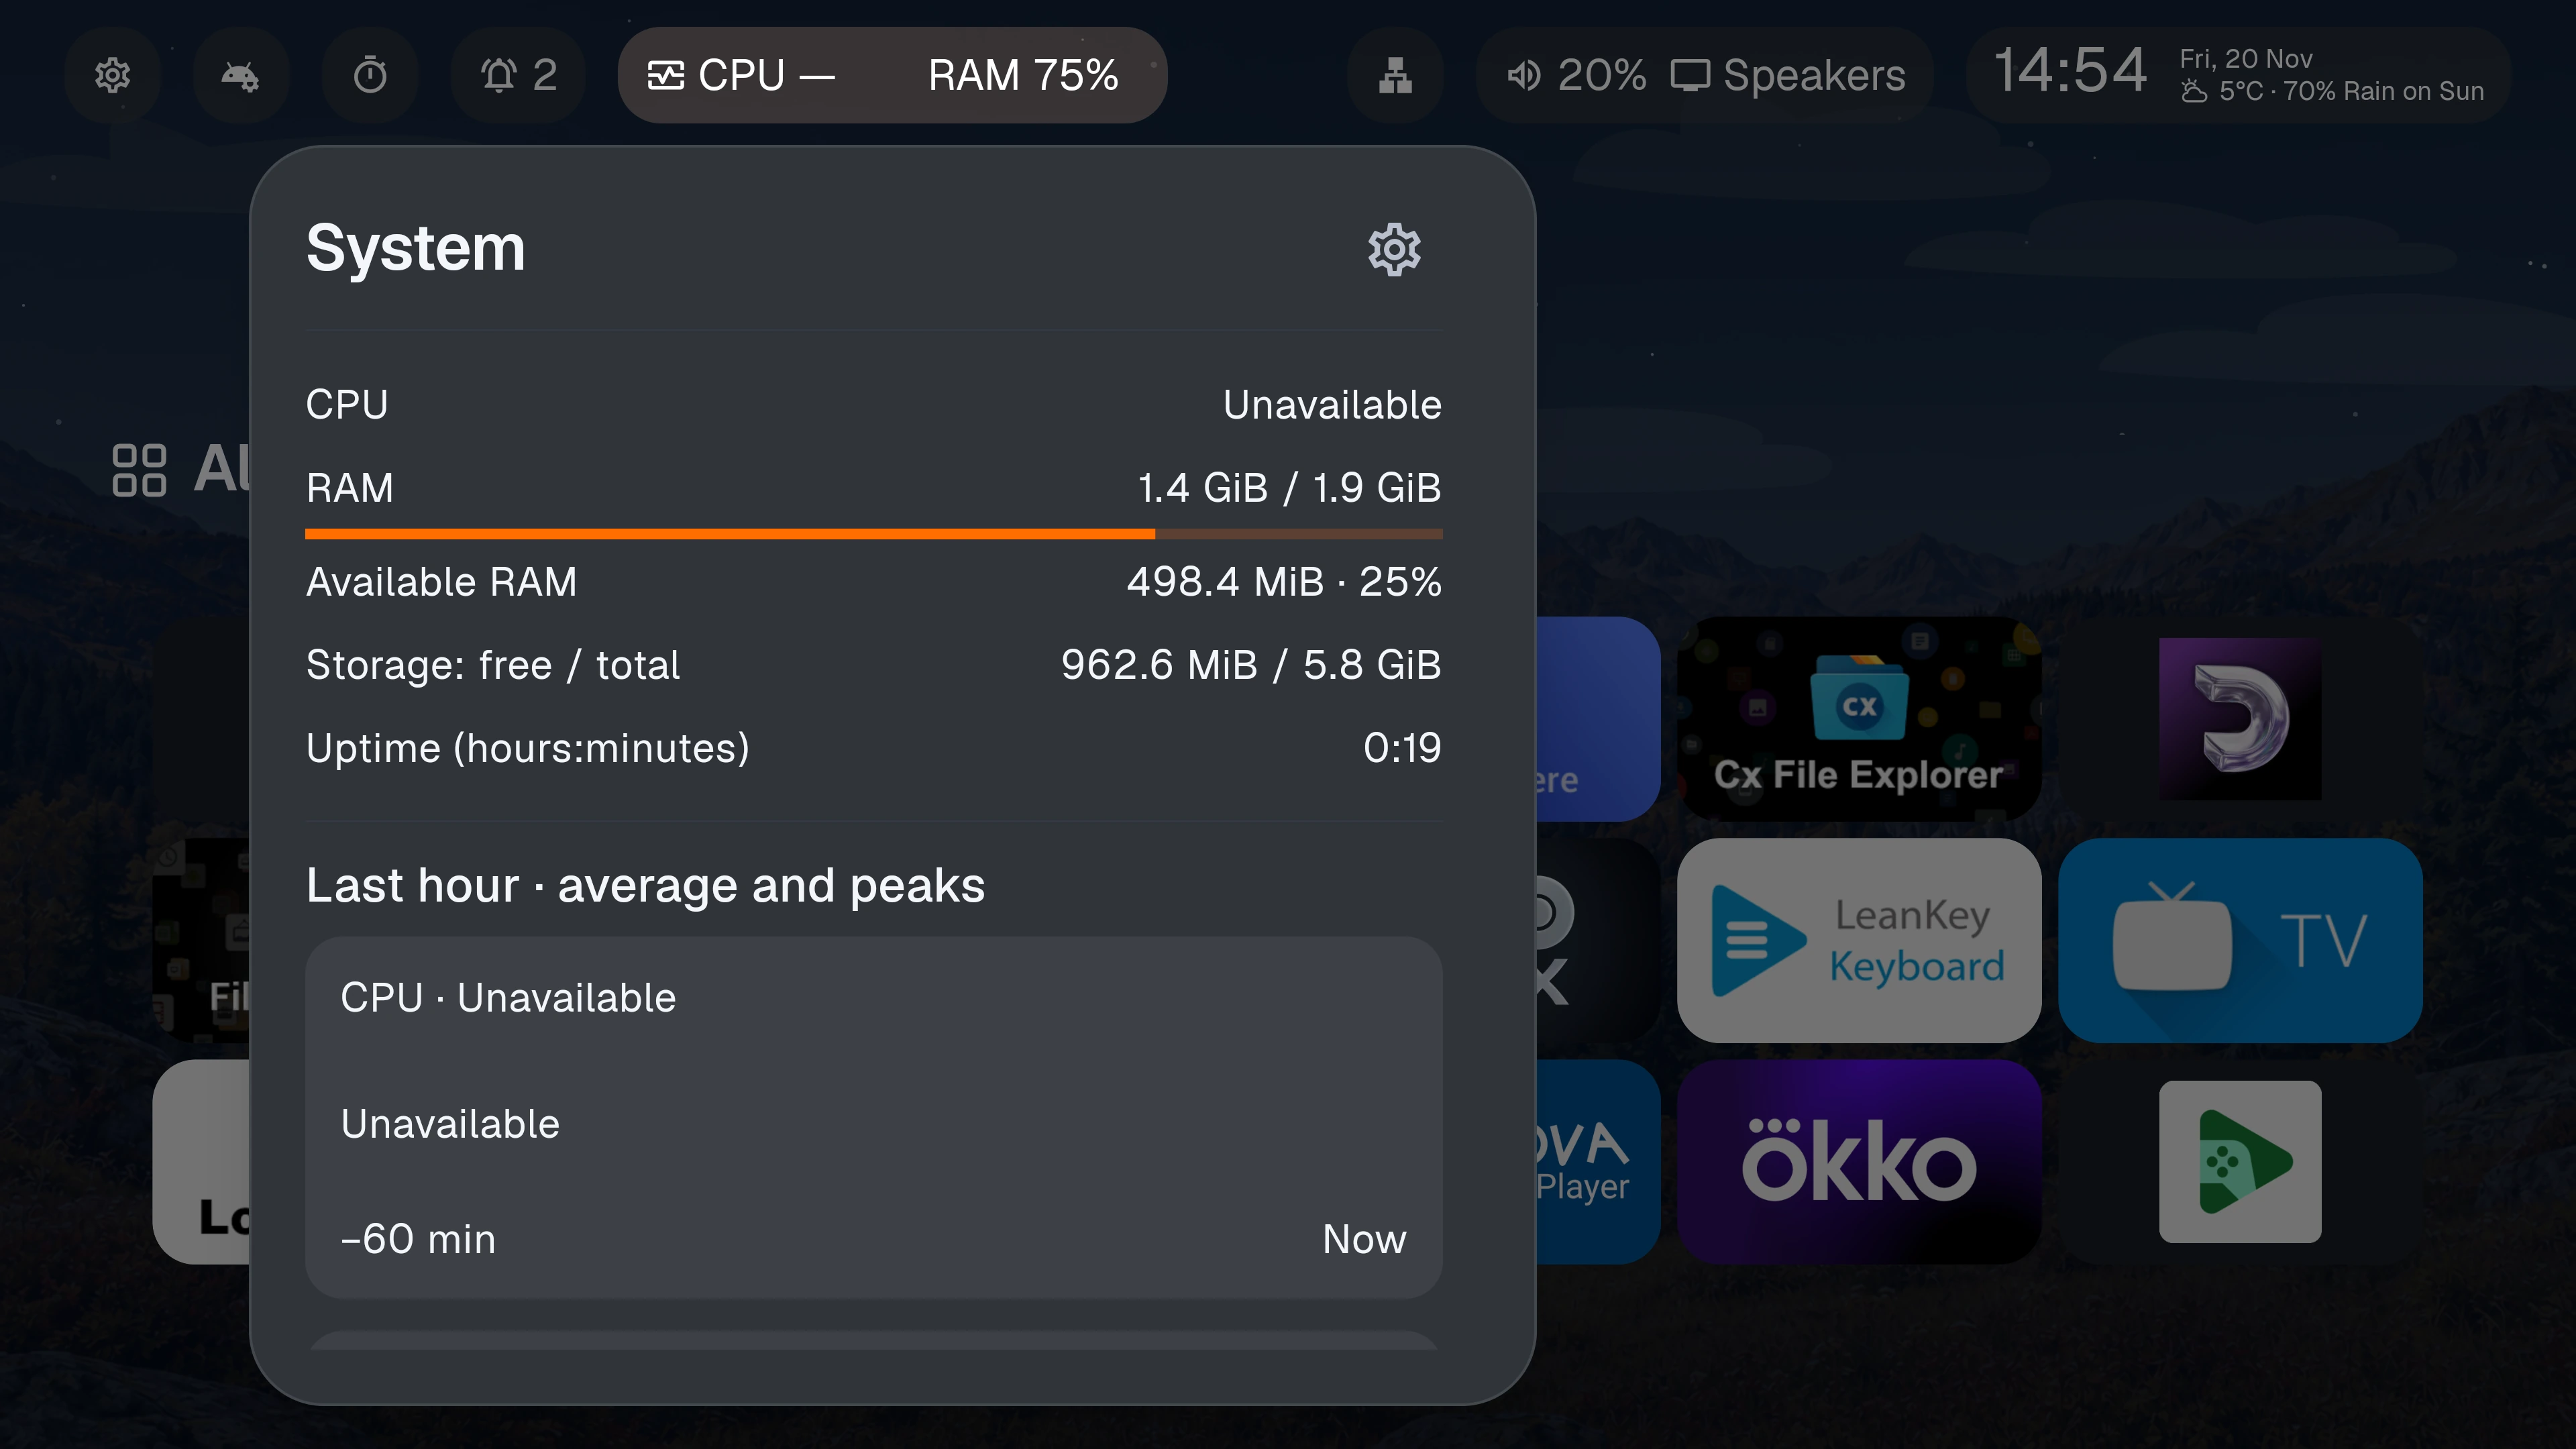 2
CPU — RAM 75%
20% Speakers
14:54
Fri, 20 Nov
5°C · 70% Rain on Sun
System
CPU Unavailable
RAM 1.4 GiB / 1.9 GiB
Available RAM 498.4 MiB · 25%
Storage: free / total 962.6 MiB / 5.8 GiB
Uptime (hours:minutes) 0:19
Last hour · average and peaks
CPU · Unavailable
Unavailable
−60 min Now
CX
Cx File Explorer
LeanKey
Keyboard
TV
Player
ökko